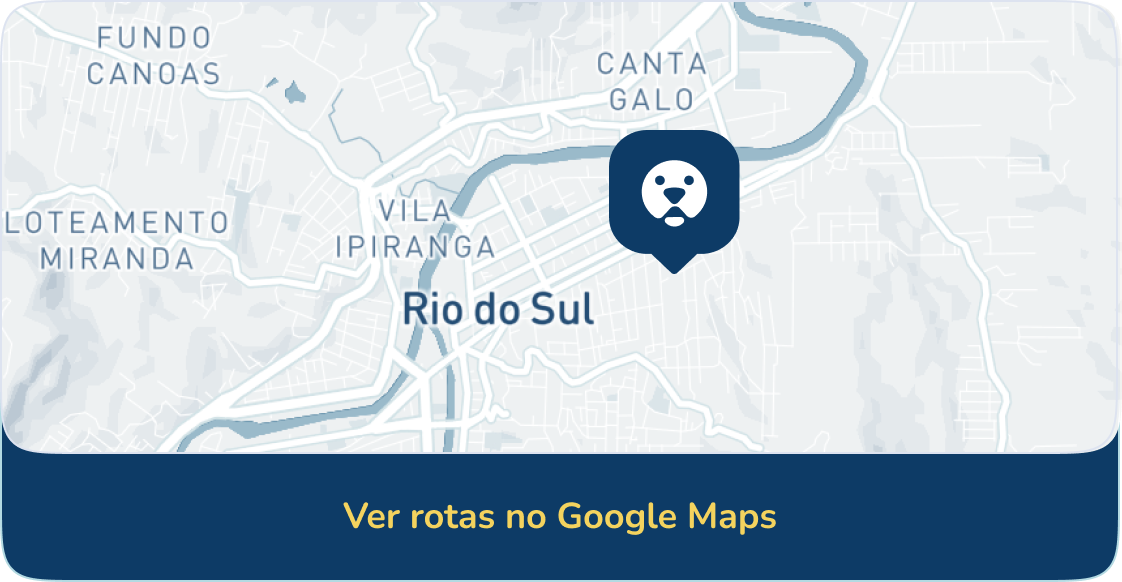 FUNDO
CANOAS
CANTA
GALO
LOTEAMENTO
MIRANDA
VILA
IPIRANGA
Rio do Sul
Ver rotas no Google Maps